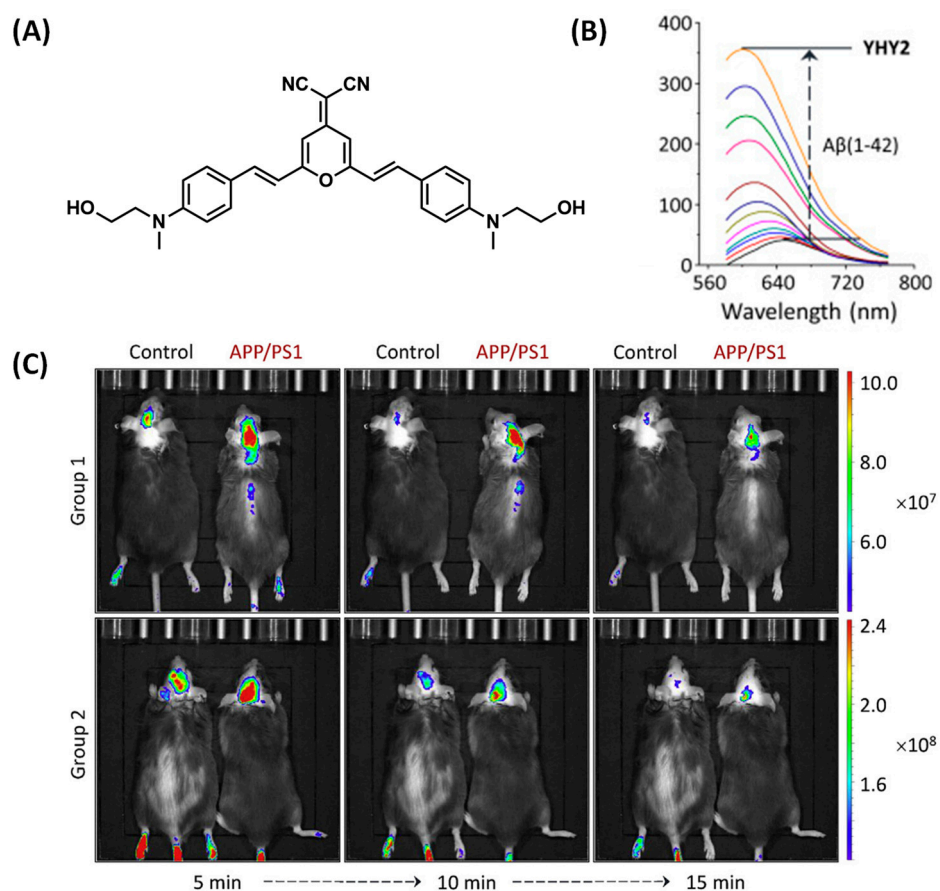 (A)
NC CN
O
HO N N OH
(B)
400
300
200
100
0
YHY2
Aβ(1-42)
560 640 720 800
Wavelength (nm)
(C)
Control APP/PS1 Control APP/PS1 Control APP/PS1
Group 1
10.0
8.0
×10⁷
6.0
Group 2
2.4
2.0
×10⁸
1.6
5 min 10 min 15 min